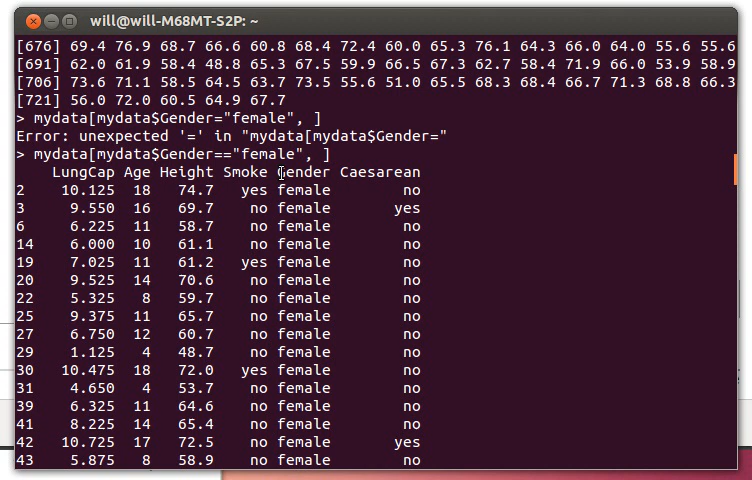 will@will-M68MT-S2P: ~
[676] 69.4 76.9 68.7 66.6 60.8 68.4 72.4 60.0 65.3 76.1 64.3 66.0 64.0 55.6 55.6
[691] 62.0 61.9 58.4 48.8 65.3 67.5 59.9 66.5 67.3 62.7 58.4 71.9 66.0 53.9 58.9
[706] 73.6 71.1 58.5 64.5 63.7 73.5 55.6 51.0 65.5 68.3 68.4 66.7 71.3 68.8 66.3
[721] 56.0 72.0 60.5 64.9 67.7
> mydata[mydata$Gender="female", ]
Error: unexpected '=' in "mydata[mydata$Gender="
> mydata[mydata$Gender=="female", ]
LungCap Age Height Smoke Gender Caesarean
2 10.125 18 74.7 yes female no
3 9.550 16 69.7 no female yes
6 6.225 11 58.7 no female no
14 6.000 10 61.1 no female no
19 7.025 11 61.2 yes female no
20 9.525 14 70.6 no female no
22 5.325 8 59.7 no female no
25 9.375 11 65.7 no female no
27 6.750 12 60.7 no female no
29 1.125 4 48.7 no female no
30 10.475 18 72.0 yes female no
31 4.650 4 53.7 no female no
39 6.325 11 64.6 no female no
41 8.225 14 65.4 no female no
42 10.725 17 72.5 no female yes
43 5.875 8 58.9 no female no